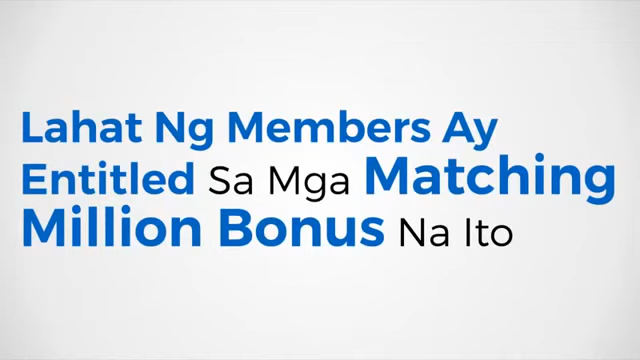 Lahat Ng Members Ay
Entitled Sa Mga Matching
Million Bonus Na Ito